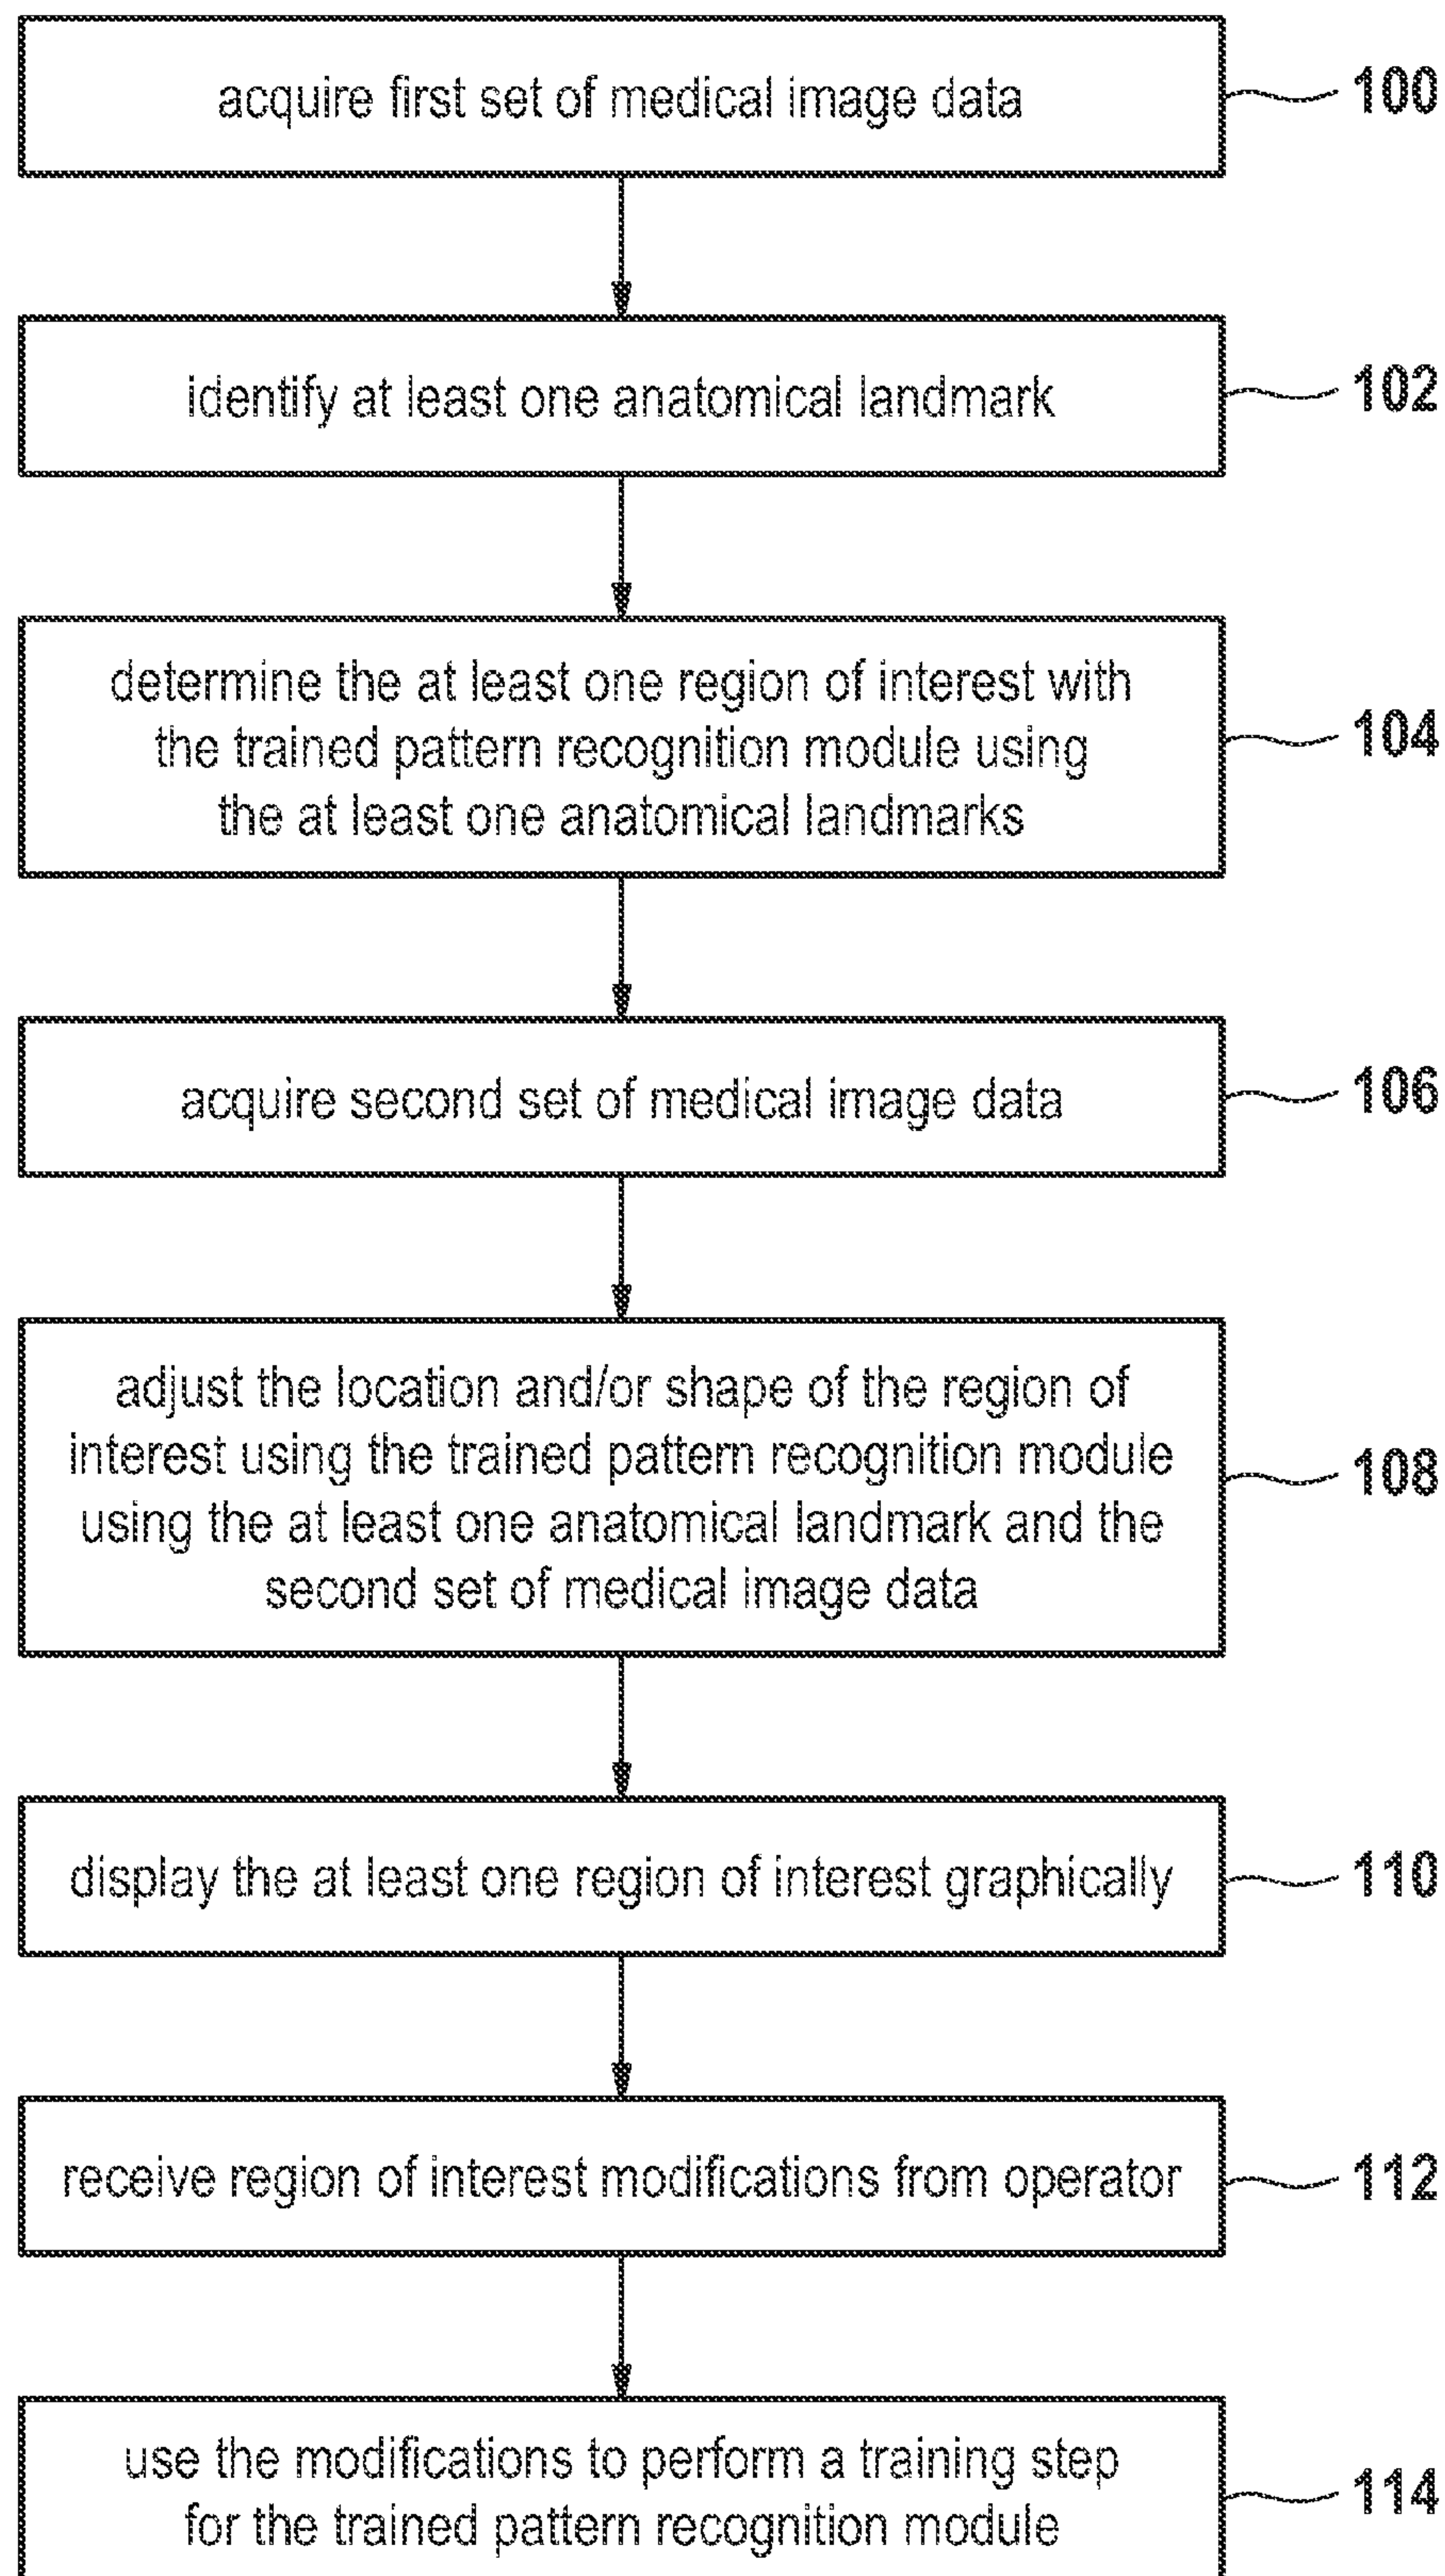 acquire first set of medical image data
100
identify at least one anatomical landmark
102
determine the at least one region of interest with
the trained pattern recognition module using
the at least one anatomical landmarks
104
acquire second set of medical image data
106
adjust the location and/or shape of the region of
interest using the trained pattern recognition module
using the at least one anatomical landmark and the
second set of medical image data
108
display the at least one region of interest graphically
110
receive region of interest modifications from operator
112
use the modifications to perform a training step
for the trained pattern recognition module
114